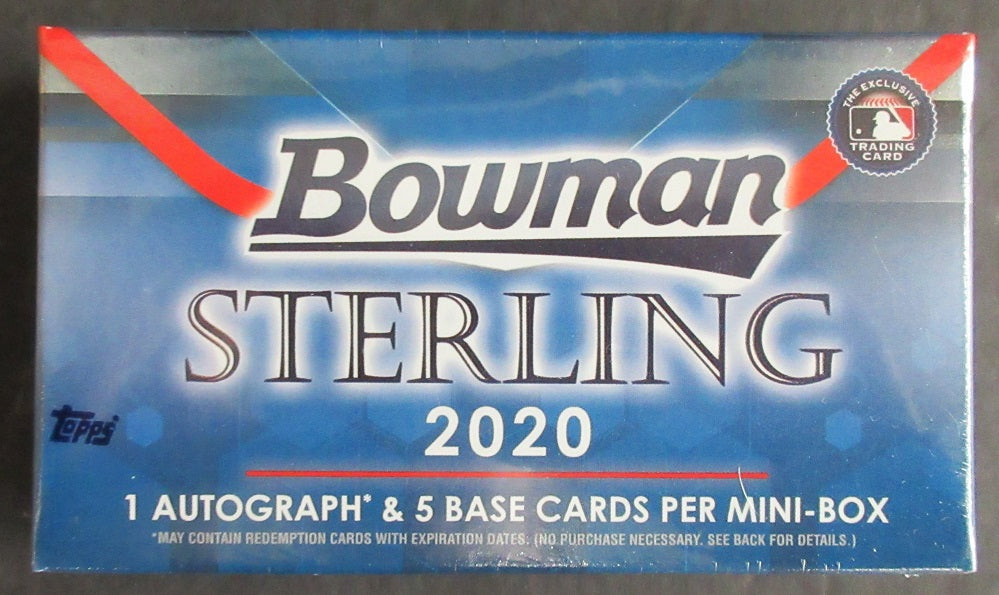 THE EXCLUSIVE
TRADING
CARD
Bowman
STERLING
2020
Topps
1 AUTOGRAPH* & 5 BASE CARDS PER MINI-BOX
*MAY CONTAIN REDEMPTION CARDS WITH EXPIRATION DATES. (NO PURCHASE NECESSARY. SEE BACK FOR DETAILS.)